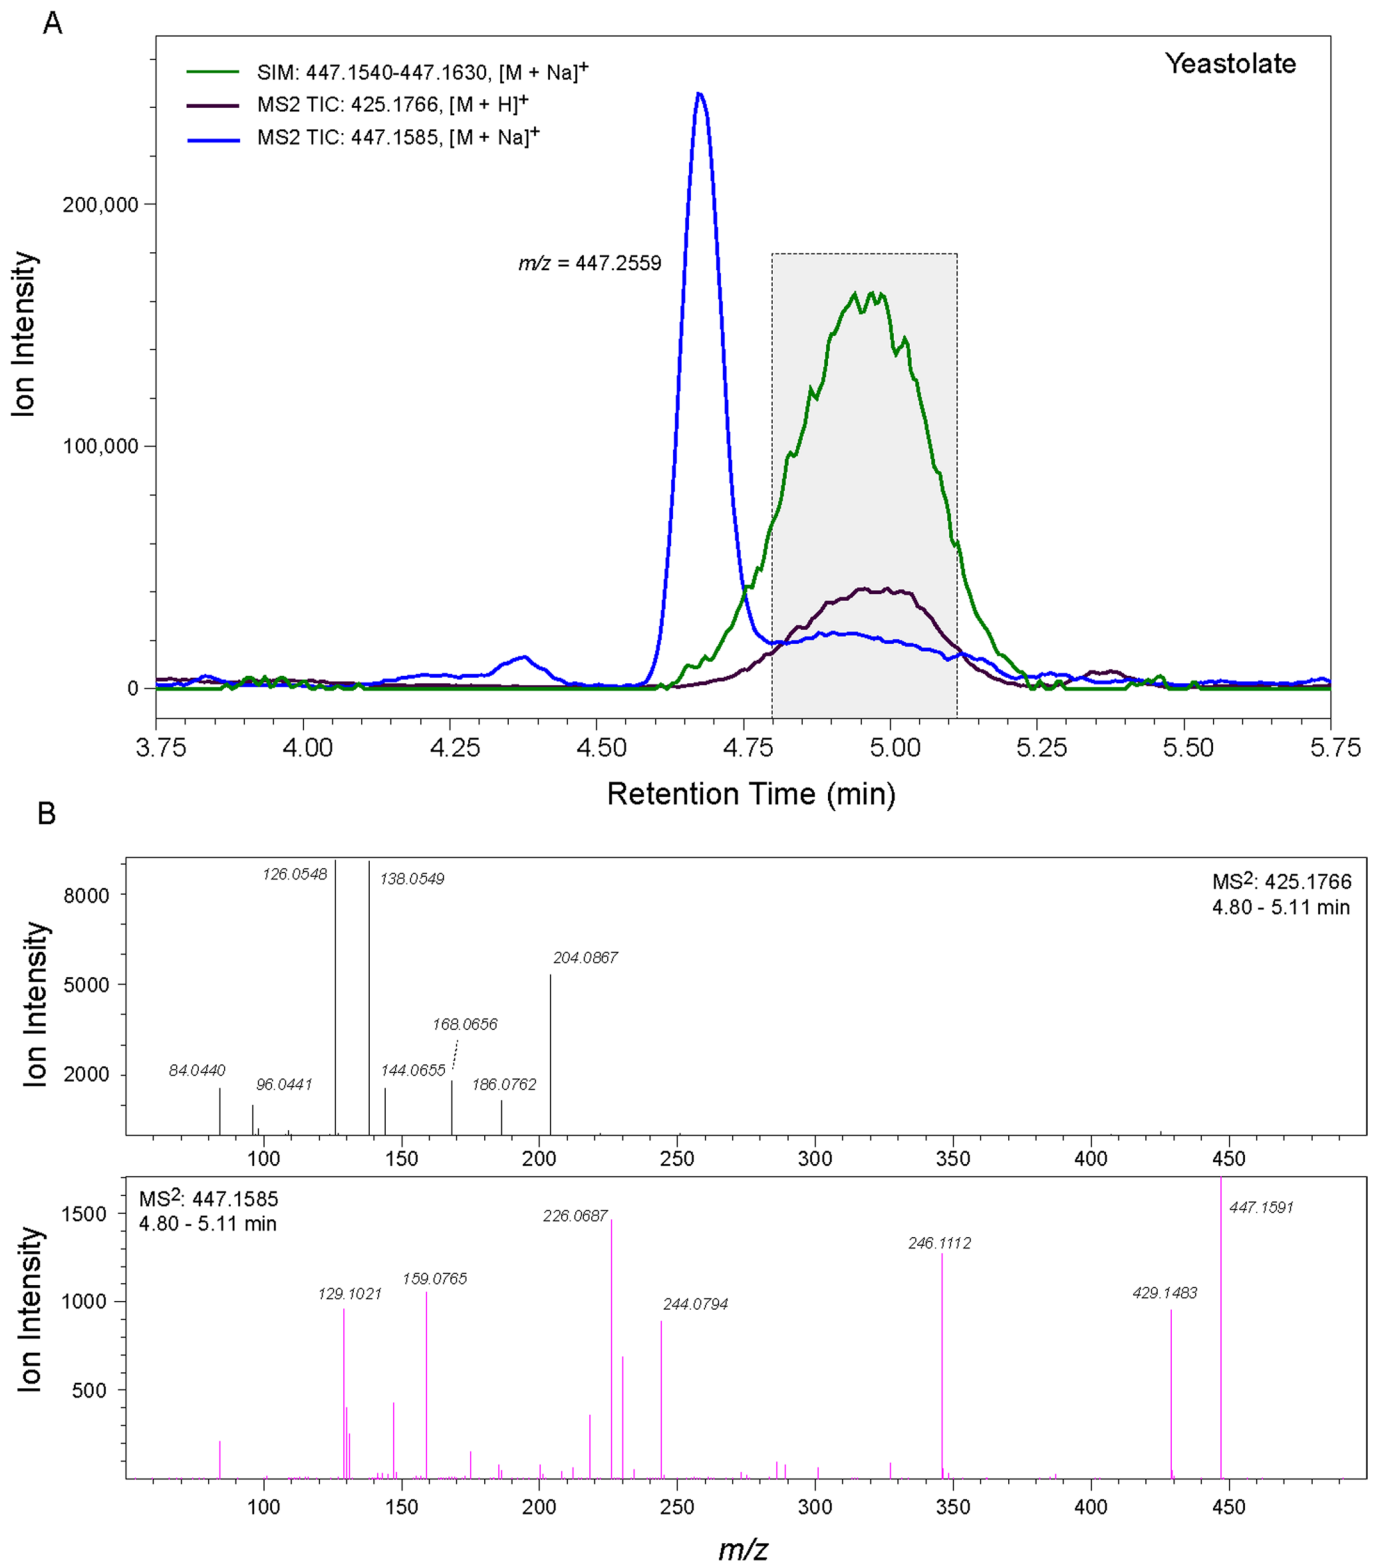 A
Yeastolate
SIM: 447.1540-447.1630, [M + Na]+
MS2 TIC: 425.1766, [M + H]+
MS2 TIC: 447.1585, [M + Na]+
200,000
m/z = 447.2559
100,000
0
Ion Intensity
3.75 4.00 4.25 4.50 4.75 5.00 5.25 5.50 5.75
Retention Time (min)
B
126.0548
138.0549
MS2: 425.1766
4.80 - 5.11 min
8000
204.0867
5000
168.0656
84.0440
96.0441
144.0655
186.0762
2000
Ion Intensity
100 150 200 250 300 350 400 450
MS2: 447.1585
4.80 - 5.11 min
1500
226.0687
447.1591
246.1112
159.0765
129.1021
244.0794
429.1483
1000
500
Ion Intensity
100 150 200 250 300 350 400 450
m/z